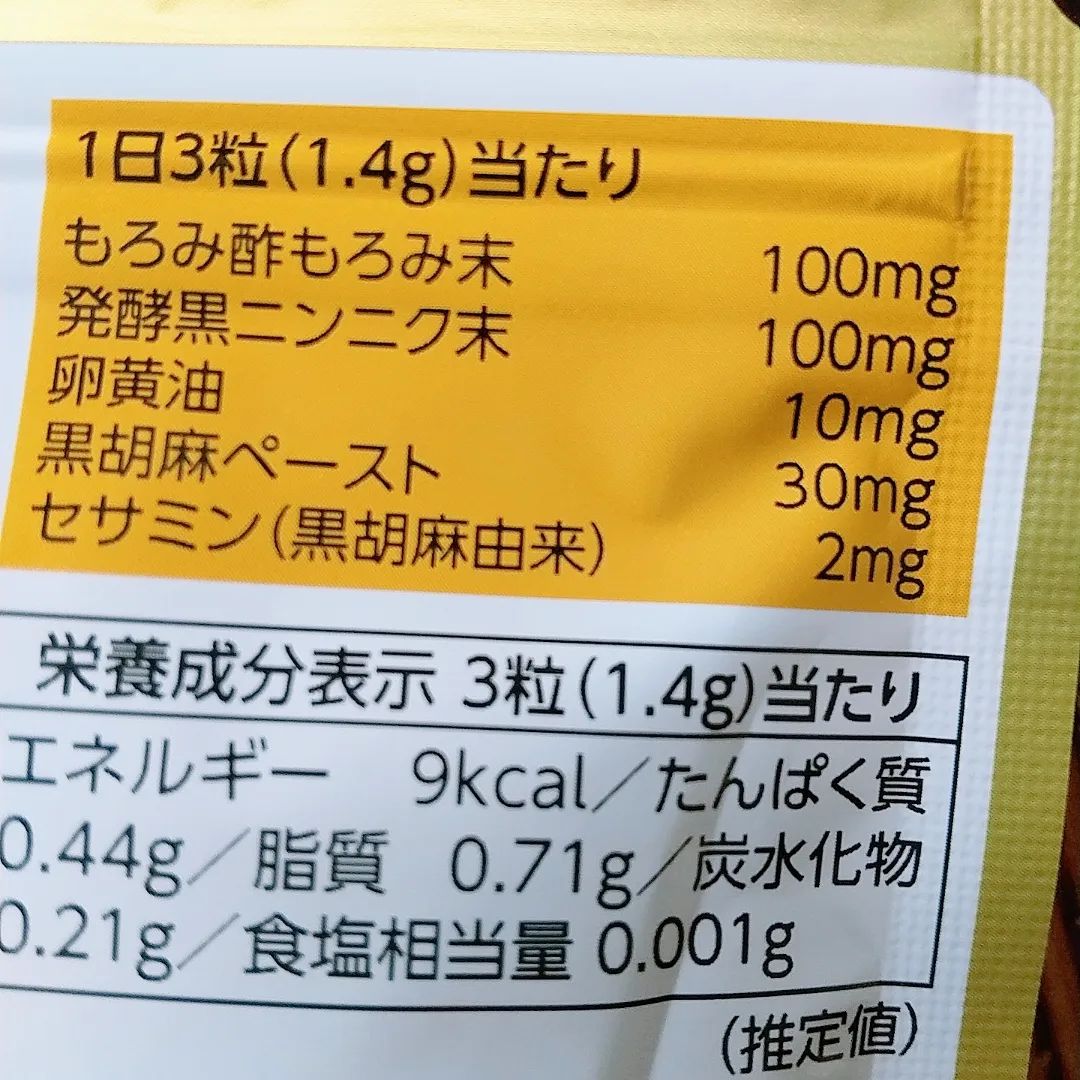 1日3粒(1.4g)当たり
もろみ酢もろみ末 100mg
発酵黒ニンニク末 100mg
卵黄油 10mg
黒胡麻ペースト 30mg
セサミン(黒胡麻由来) 2mg
栄養成分表示 3粒(1.4g)当たり
エネルギー 9kcal/たんぱく質
0.44g/脂質 0.71g/炭水化物
0.21g/食塩相当量 0.001g
(推定値)